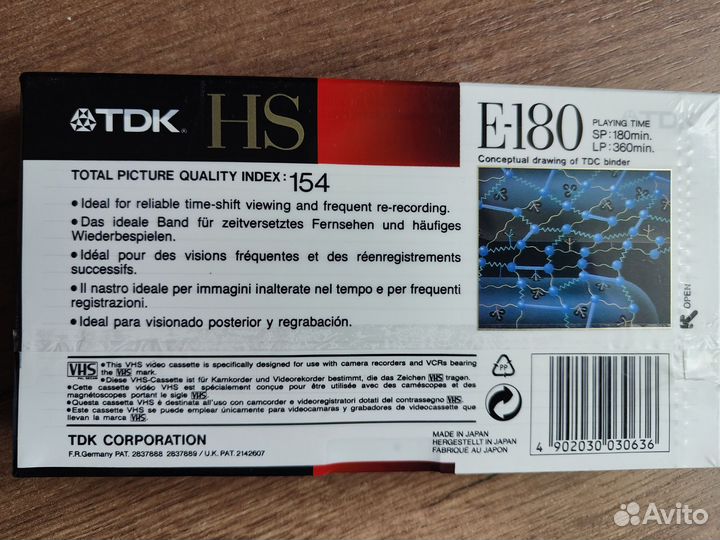 TDK® HS
E-180 PLAYING TIME
SP: 180min.
LP: 360min.
Conceptual drawing of TDC binder
TOTAL PICTURE QUALITY INDEX: 154
• Ideal for reliable time-shift viewing and frequent re-recording.
• Das ideale Band für zeitversetztes Fernsehen und häufiges
Wiederbespielen.
• Idéal pour des visions fréquentes et des réenregistrements
successifs.
• Il nastro ideale per immagini inalterate nel tempo e per frequenti
registrazioni.
• Ideal para visionado posterior y regrabación.
OPEN
VHS
PAL SECAM
• This VHS video cassette is specifically designed for use with camera recorders and VCRs bearing
the VHS mark.
• Diese VHS-Cassette ist für Kamkorder und Videorekorder bestimmt, die das Zeichen VHS tragen.
• Cette cassette vidéo VHS est spécialement conçue pour être utilisée avec des caméscopes et des
magnétoscopes portant le sigle VHS.
• Questa cassetta VHS è destinata all'uso con camcorder e videoregistratori dotati del contrassegno VHS.
• Este cassette VHS se puede emplear únicamente para videocamaras y grabadores de videocassette que
llevan la marca VHS.
PP
TDK CORPORATION
F.R.Germany PAT. 2837888 2837889 / U.K. PAT. 2142607
MADE IN JAPAN
HERGESTELLT IN JAPAN
FABRIQUÉ AU JAPON
4 902030 030636
Avito